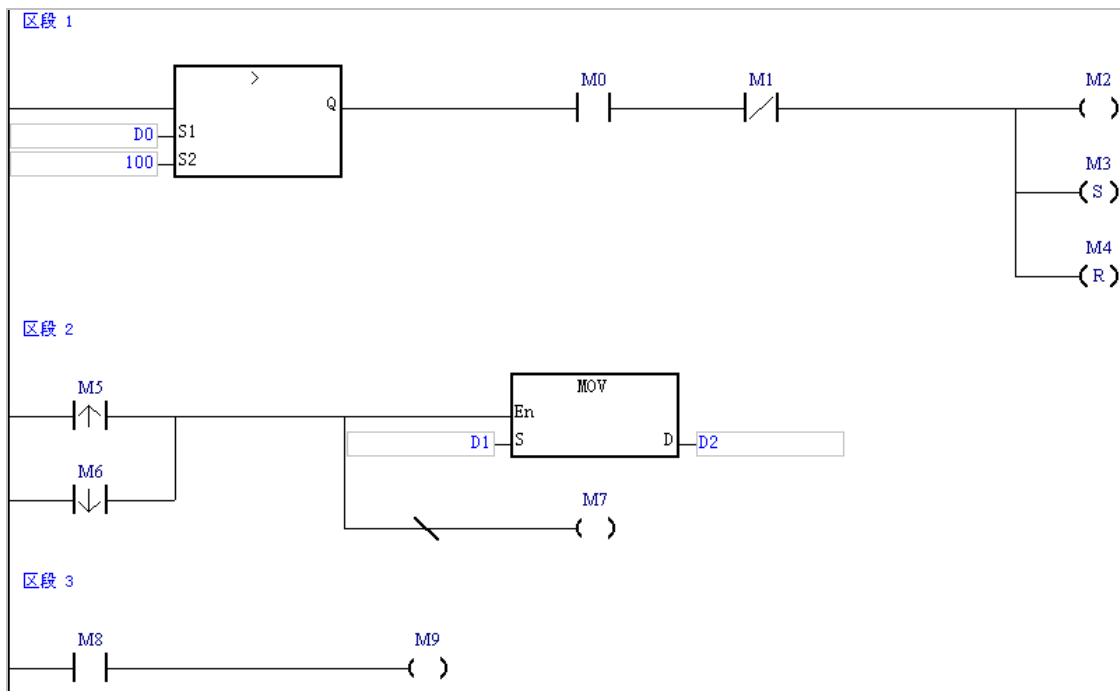 区段 1
>
Q
D0 S1
100 S2
M0
M1
M2
M3
S
M4
R
区段 2
M5
M6
MOV
En
D1 S
D D2
M7
区段 3
M8
M9